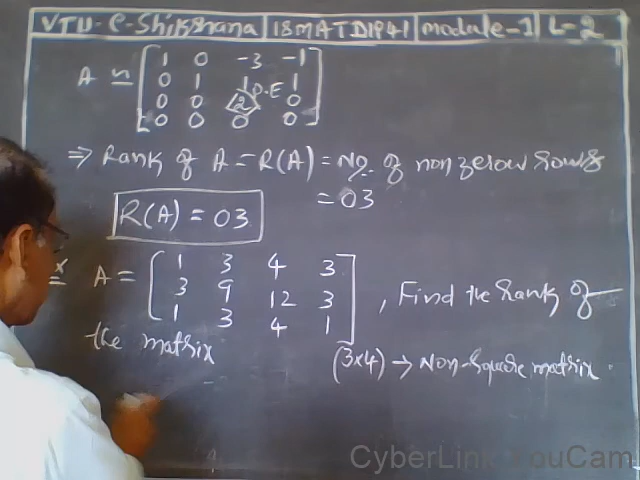 VTU-e-Shikshana 18MATDIP41 module-1 L-2
A ~ [1 0 -3 -1
0 1 1 P.E 1
0 0 2 0
0 0 0 0]
⇒ Rank of A = R(A) = No. of non zero rows
= 03
R(A) = 03
Ex A = [1 3 4 3
3 9 12 3
1 3 4 1] , Find the Rank of
the matrix
(3x4) → Non-Square matrix.
CyberLink YouCam